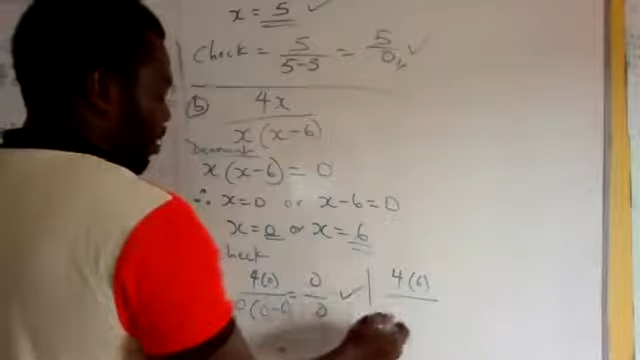 x = 5 ✓
Check = 5/(5-5) = 5/0 ✓
(b) 4x / x(x-6)
x(x-6) = 0
∴ x=0 or x-6=0
x=0 or x=6
Check
4(0) / 0(0-6) = 0/0 ✓ | 4(6)